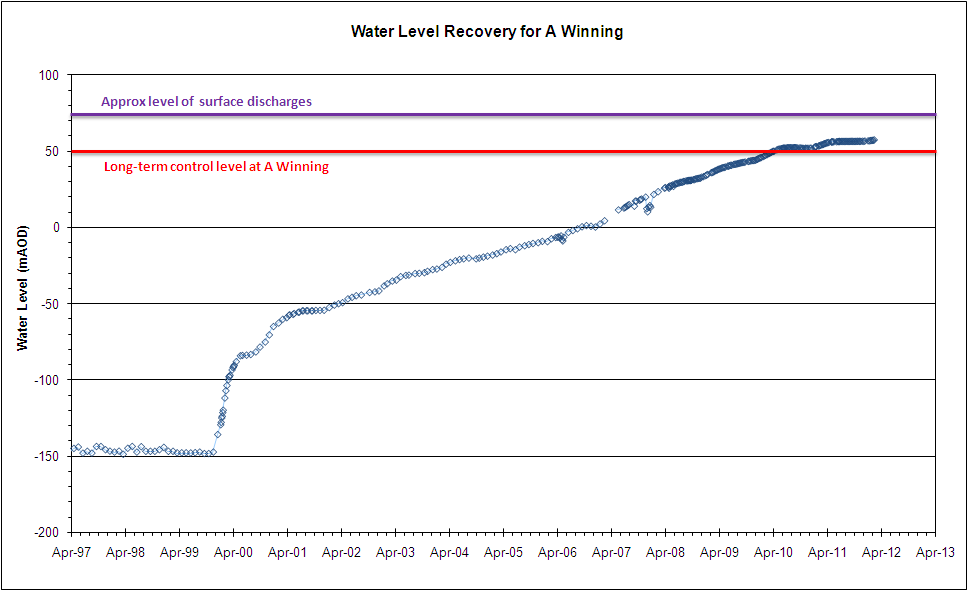 Water Level Recovery for A Winning
100
Approx level of surface discharges
50
Long-term control level at A Winning
0
Water Level (mAOD)
-50
-100
-150
-200
Apr-97 Apr-98 Apr-99 Apr-00 Apr-01 Apr-02 Apr-03 Apr-04 Apr-05 Apr-06 Apr-07 Apr-08 Apr-09 Apr-10 Apr-11 Apr-12 Apr-13